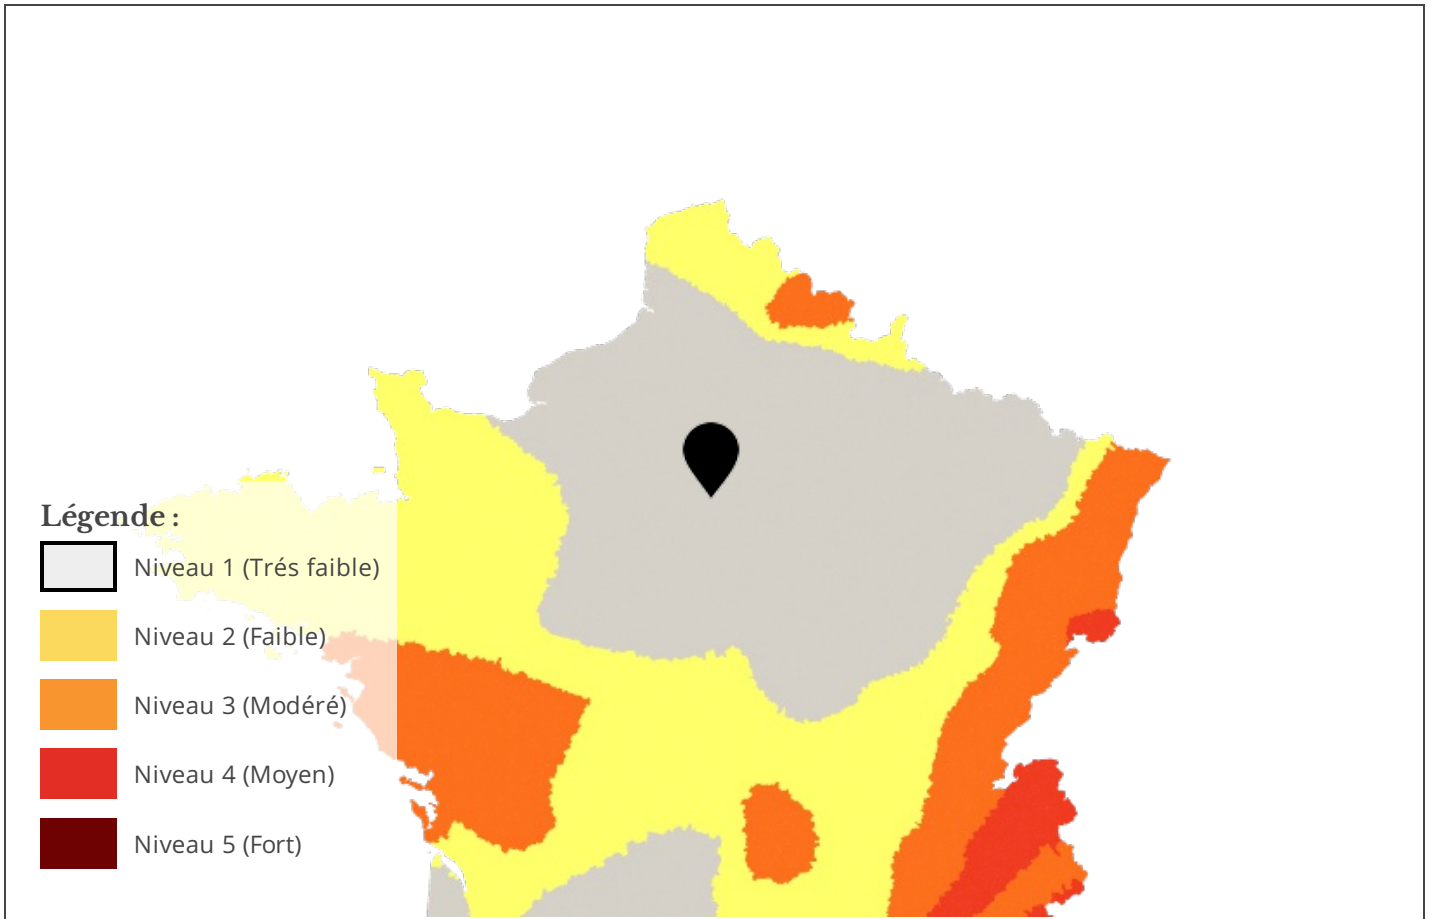 Légende :
Niveau 1 (Trés faible)
Niveau 2 (Faible)
Niveau 3 (Modéré)
Niveau 4 (Moyen)
Niveau 5 (Fort)